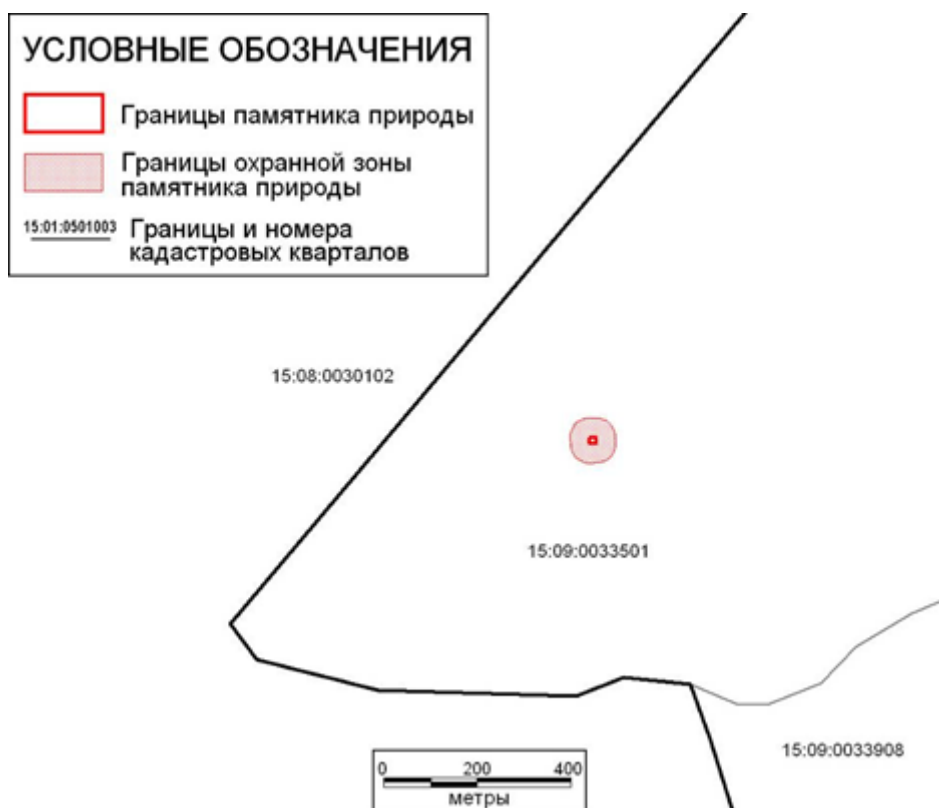 УСЛОВНЫЕ ОБОЗНАЧЕНИЯ
Границы памятника природы
Границы охранной зоны
памятника природы
15:01:0501003 Границы и номера
кадастровых кварталов
15:08:0030102
15:09:0033501
15:09:0033908
0 200 400
метры